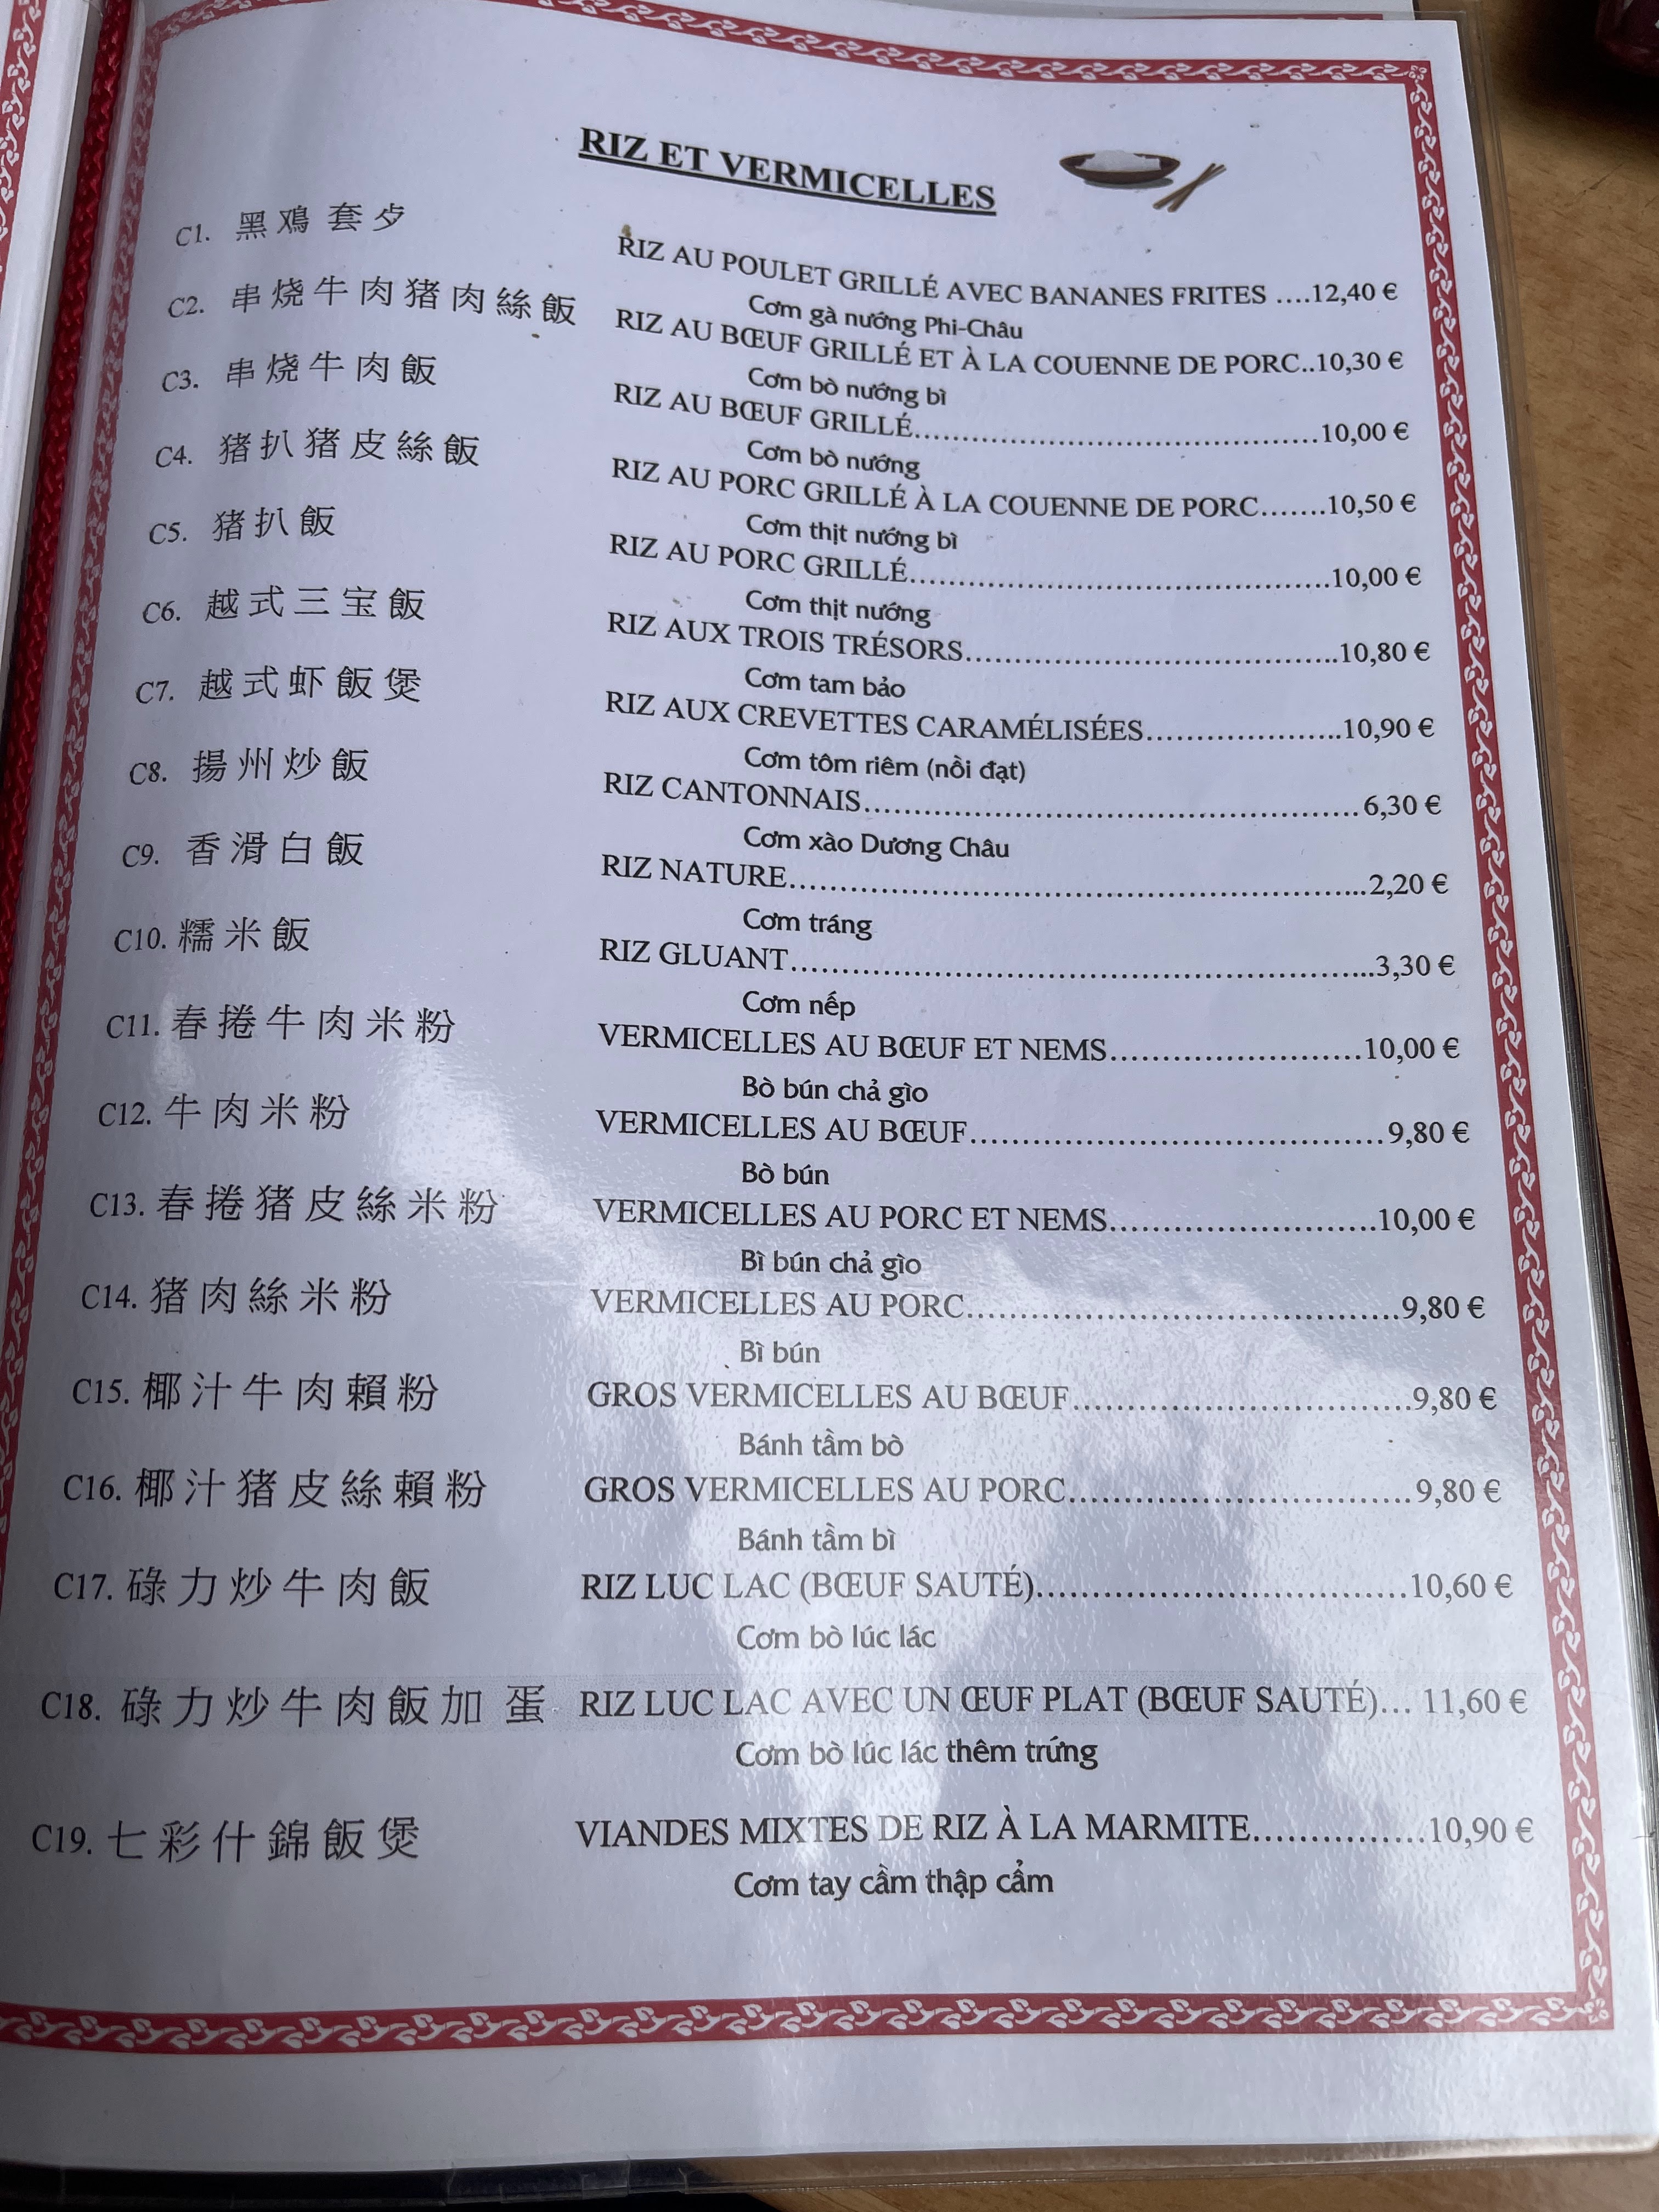 RIZ ET VERMICELLES
C1. 黑鳮套歺 RIZ AU POULET GRILLÉ AVEC BANANES FRITES ....12,40 €
Cơm gà nướng Phi-Châu
C2. 串烧牛肉猪肉絲飯 RIZ AU BŒUF GRILLÉ ET À LA COUENNE DE PORC..10,30 €
Cơm bò nướng bì
C3. 串烧牛肉飯 RIZ AU BŒUF GRILLÉ....................10,00 €
Cơm bò nướng
C4. 猪扒猪皮絲飯 RIZ AU PORC GRILLÉ À LA COUENNE DE PORC.......10,50 €
Cơm thịt nướng bì
C5. 猪扒飯 RIZ AU PORC GRILLÉ....................10,00 €
Cơm thịt nướng
C6. 越式三宝飯 RIZ AUX TROIS TRÉSORS....................10,80 €
Cơm tam bảo
C7. 越式虾飯煲 RIZ AUX CREVETTES CARAMÉLISÉES....................10,90 €
Cơm tôm riêm (nồi đạt)
C8. 揚州炒飯 RIZ CANTONNAIS....................6,30 €
Cơm xào Dương Châu
C9. 香滑白飯 RIZ NATURE....................2,20 €
Cơm tráng
C10. 糯米飯 RIZ GLUANT....................3,30 €
Cơm nếp
C11. 春捲牛肉米粉 VERMICELLES AU BŒUF ET NEMS....................10,00 €
Bò bún chả gìo
C12. 牛肉米粉 VERMICELLES AU BŒUF....................9,80 €
Bò bún
C13. 春捲猪皮絲米粉 VERMICELLES AU PORC ET NEMS....................10,00 €
Bì bún chả gìo
C14. 猪肉絲米粉 VERMICELLES AU PORC....................9,80 €
Bì bún
C15. 椰汁牛肉賴粉 GROS VERMICELLES AU BŒUF....................9,80 €
Bánh tầm bò
C16. 椰汁猪皮絲賴粉 GROS VERMICELLES AU PORC....................9,80 €
Bánh tầm bì
C17. 碌力炒牛肉飯 RIZ LUC LAC (BŒUF SAUTÉ)....................10,60 €
Cơm bò lúc lác
C18. 碌力炒牛肉飯加 蛋 RIZ LUC LAC AVEC UN ŒUF PLAT (BŒUF SAUTÉ)... 11,60 €
Cơm bò lúc lác thêm trứng
C19. 七彩什錦飯煲 VIANDES MIXTES DE RIZ À LA MARMITE...............10,90 €
Cơm tay cầm thập cẩm